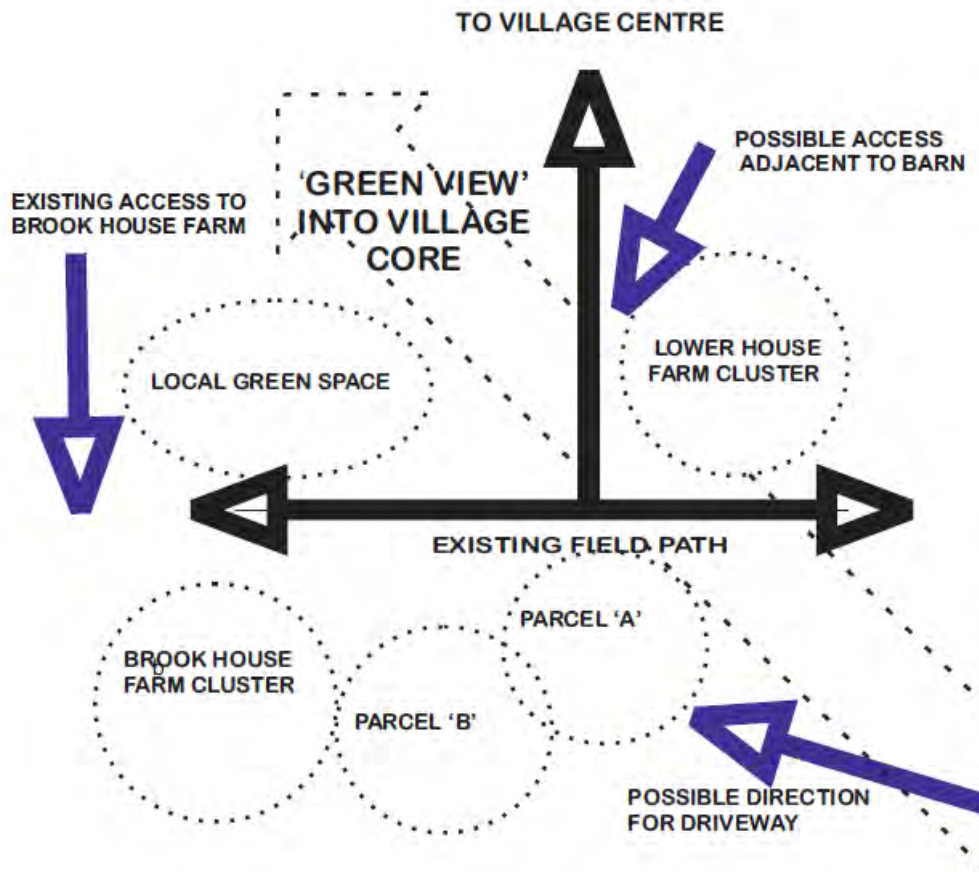 TO VILLAGE CENTRE
POSSIBLE ACCESS
ADJACENT TO BARN
'GREEN VIEW'
INTO VILLAGE
CORE
EXISTING ACCESS TO
BROOK HOUSE FARM
LOWER HOUSE
FARM CLUSTER
LOCAL GREEN SPACE
EXISTING FIELD PATH
PARCEL 'A'
BROOK HOUSE
FARM CLUSTER
PARCEL 'B'
POSSIBLE DIRECTION
FOR DRIVEWAY